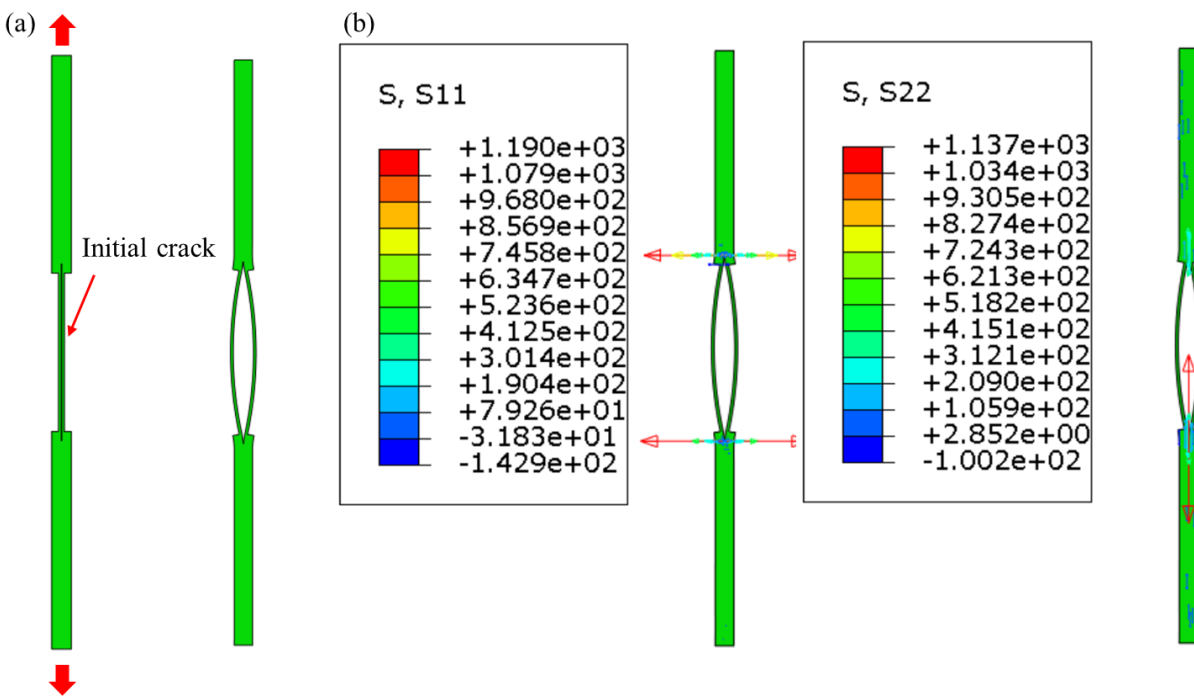 (a)
(b)
Initial crack
S, S11
+1.190e+03
+1.079e+03
+9.680e+02
+8.569e+02
+7.458e+02
+6.347e+02
+5.236e+02
+4.125e+02
+3.014e+02
+1.904e+02
+7.926e+01
-3.183e+01
-1.429e+02
S, S22
+1.137e+03
+1.034e+03
+9.305e+02
+8.274e+02
+7.243e+02
+6.213e+02
+5.182e+02
+4.151e+02
+3.121e+02
+2.090e+02
+1.059e+02
+2.852e+00
-1.002e+02